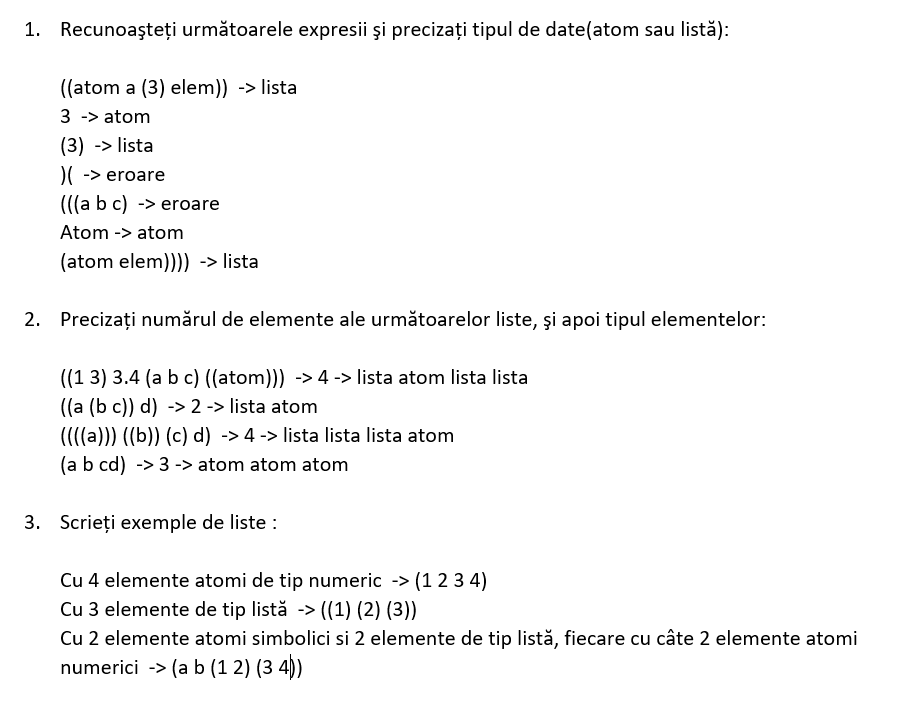 1. Recunoaşteți următoarele expresii şi precizați tipul de date(atom sau listă):
((atom a (3) elem)) -> lista
3 -> atom
(3) -> lista
)( -> eroare
(((a b c) -> eroare
Atom -> atom
(atom elem)))) -> lista
2. Precizați numărul de elemente ale următoarelor liste, şi apoi tipul elementelor:
((1 3) 3.4 (a b c) ((atom))) -> 4 -> lista atom lista lista
((a (b c)) d) -> 2 -> lista atom
((((a))) ((b)) (c) d) -> 4 -> lista lista lista atom
(a b cd) -> 3 -> atom atom atom
3. Scrieți exemple de liste :
Cu 4 elemente atomi de tip numeric -> (1 2 3 4)
Cu 3 elemente de tip listă -> ((1) (2) (3))
Cu 2 elemente atomi simbolici si 2 elemente de tip listă, fiecare cu câte 2 elemente atomi
numerici -> (a b (1 2) (3 4))